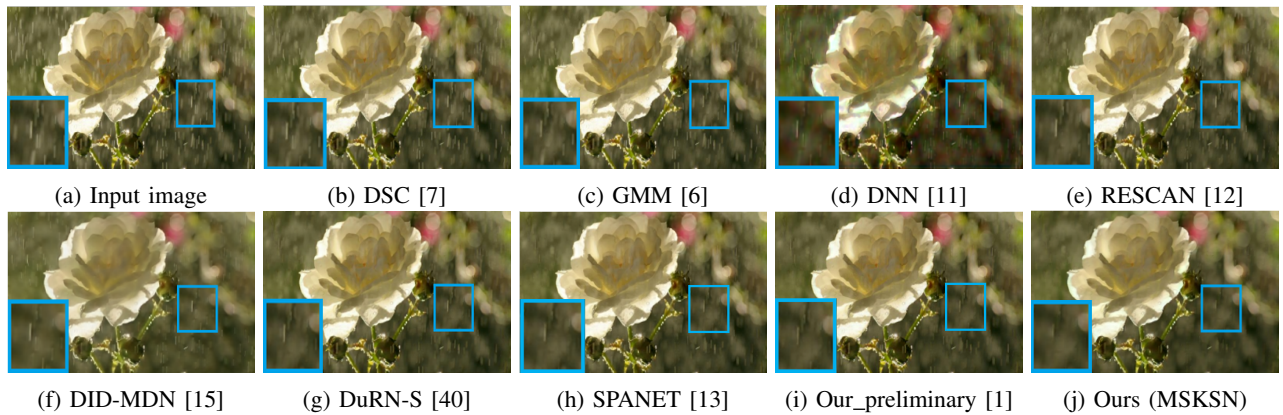 (a) Input image
(b) DSC [7]
(c) GMM [6]
(d) DNN [11]
(e) RESCAN [12]
(f) DID-MDN [15]
(g) DuRN-S [40]
(h) SPANET [13]
(i) Our_preliminary [1]
(j) Ours (MSKSN)